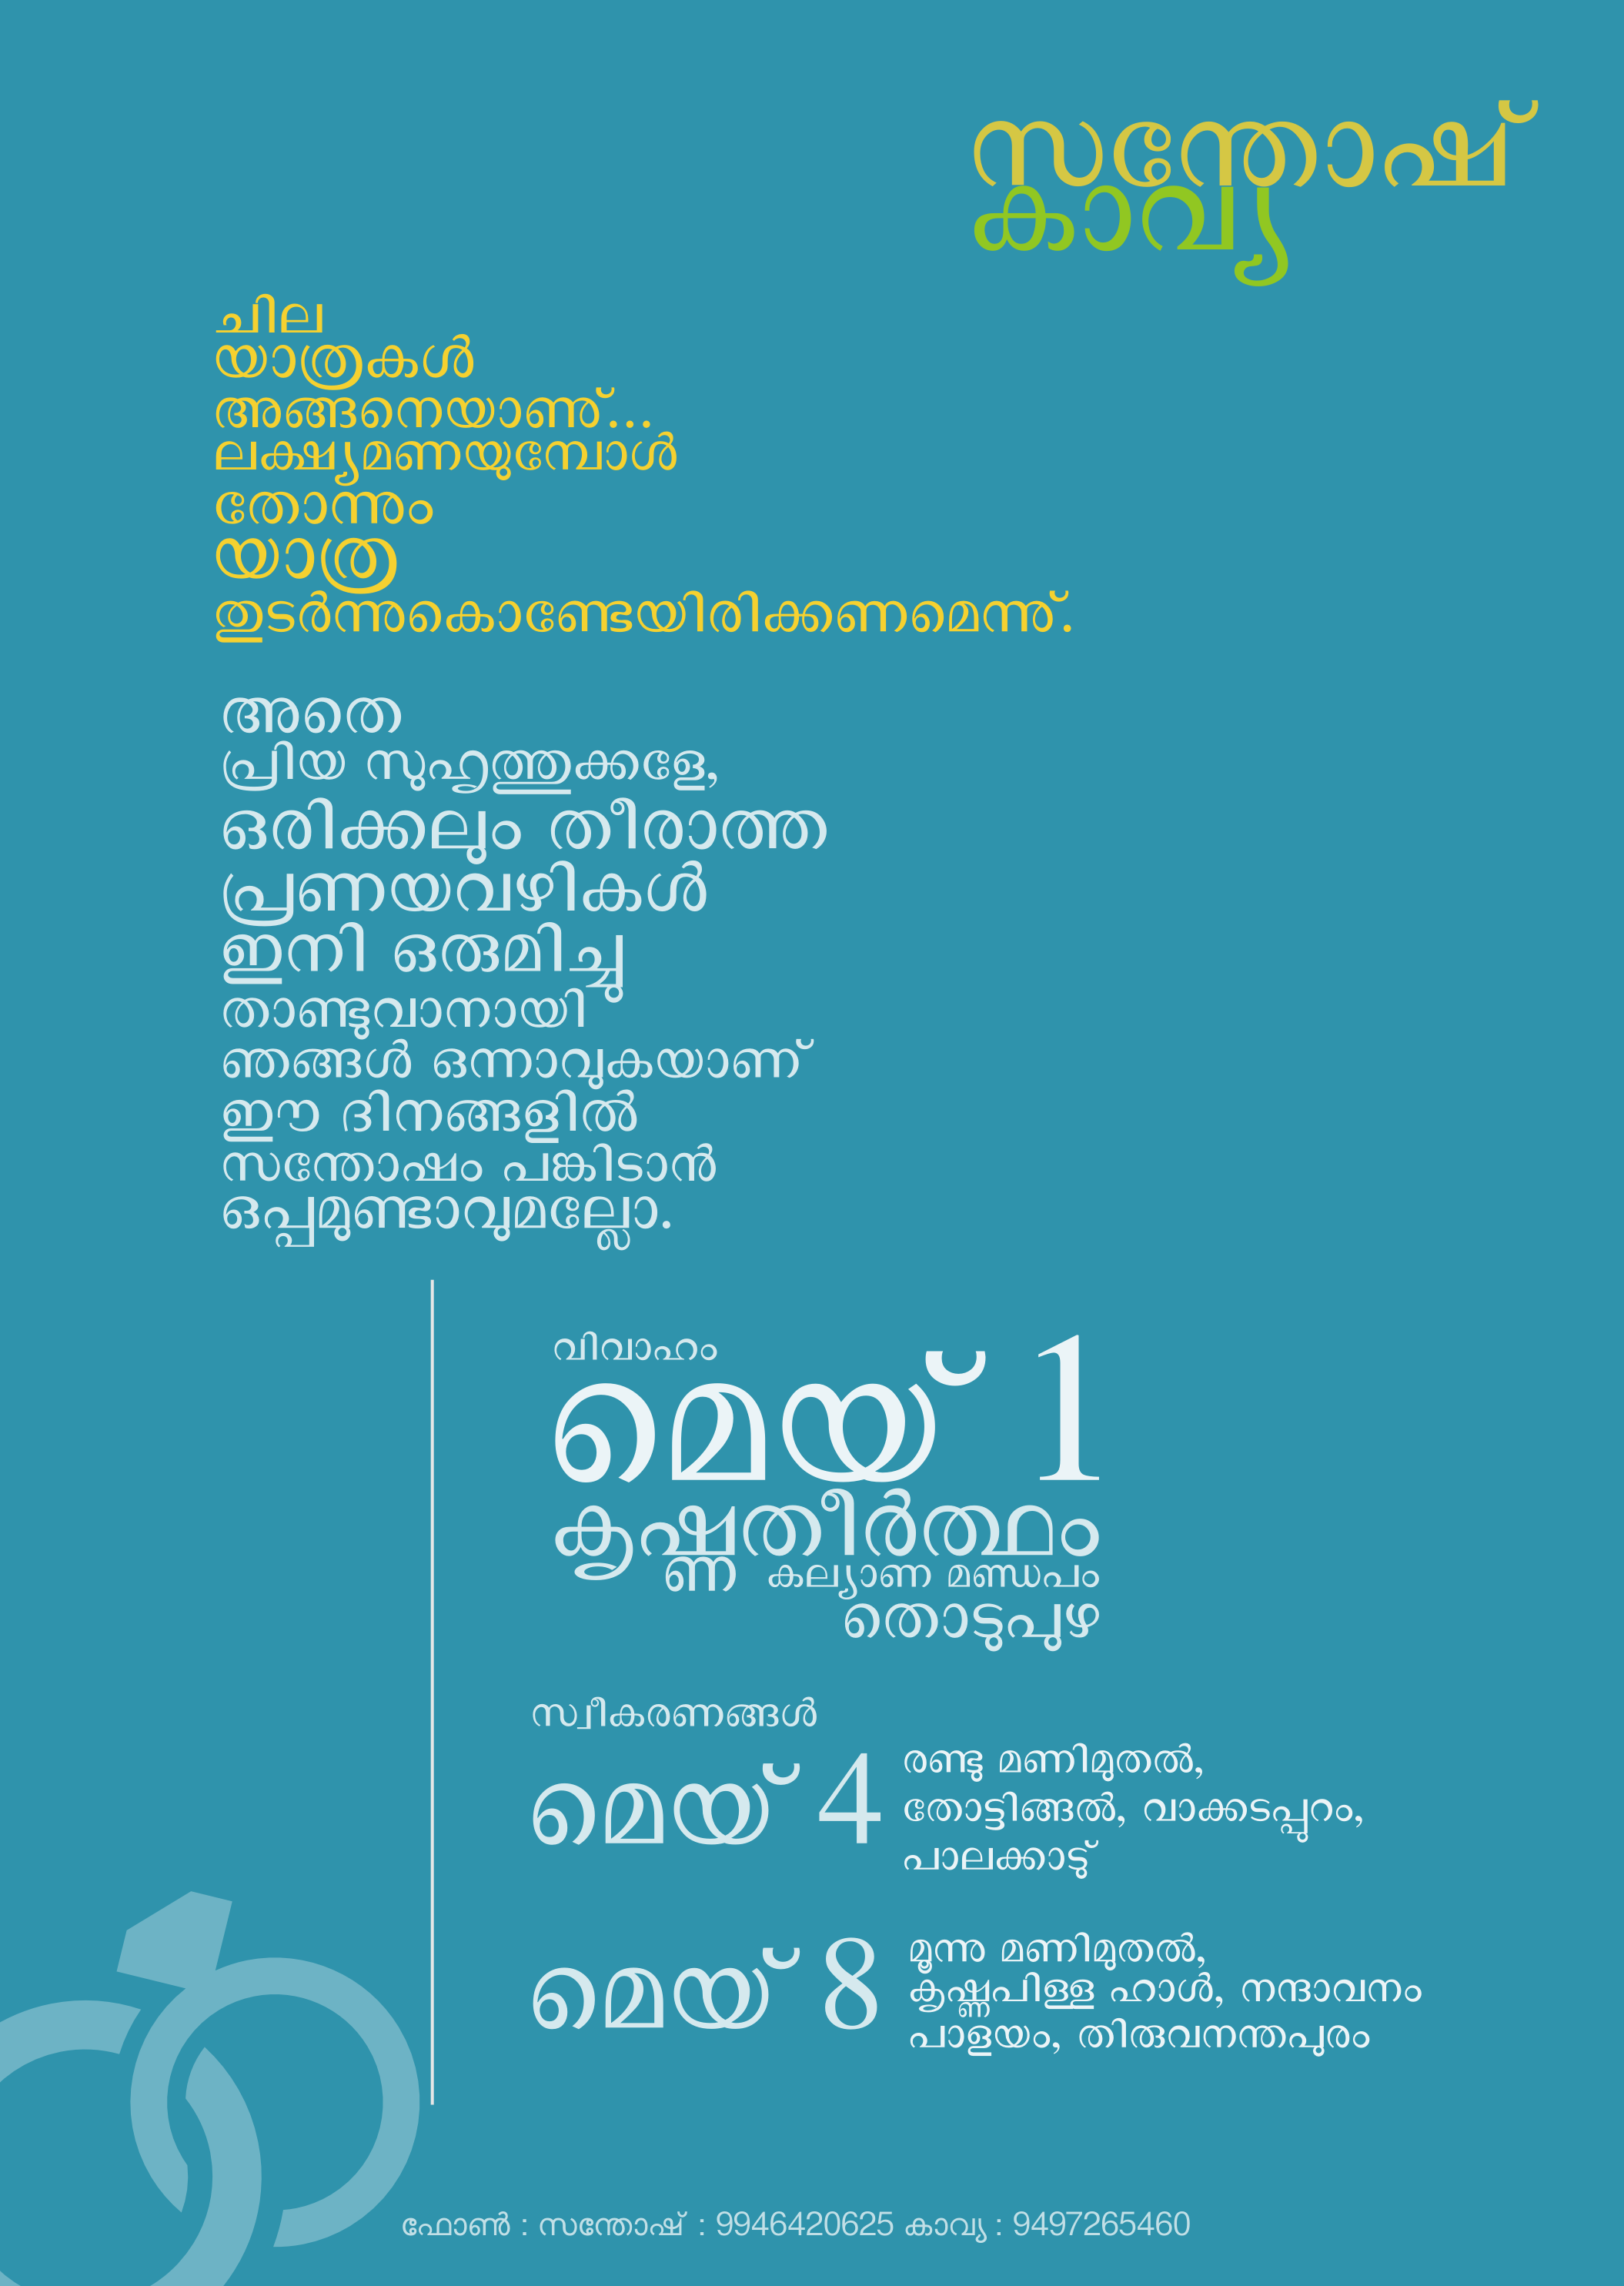 സന്തോഷ്
കാവ്യ
ചില
യാത്രകൾ
അങ്ങനെയാണു്...
ലക്ഷ്യമണയുമ്പോൾ
തോന്നും
യാത്ര
തുടർന്നുകൊണ്ടേയിരിക്കണമെന്നു്.
അതെ
പ്രിയ സുഹൃത്തുക്കളേ,
ഒരിക്കലും തീരാത്ത
പ്രണയവഴികൾ
ഇനി ഒരുമിച്ചു
താണ്ടുവാനായി
ഞങ്ങൾ ഒന്നാവുകയാണ്
ഈ ദിനങ്ങളിൽ
സന്തോഷം പങ്കിടാൻ
ഒപ്പമുണ്ടാവുമല്ലോ.
വിവാഹം
മെയ് 1
കൃഷ്ണതീർത്ഥം
കല്യാണ മണ്ഡപം
തൊടുപുഴ
സ്വീകരണങ്ങൾ
മെയ് 4
രണ്ടു മണിമുതൽ,
തോട്ടിങ്ങൽ, വാക്കടപ്പുറം,
പാലക്കാടു്
മെയ് 8
മൂന്നു മണിമുതൽ,
കൃഷ്ണപിള്ള ഹാൾ, നന്ദാവനം
പാളയം, തിരുവനന്തപുരം
ഫോൺ : സന്തോഷ് : 9946420625 കാവ്യ : 9497265460